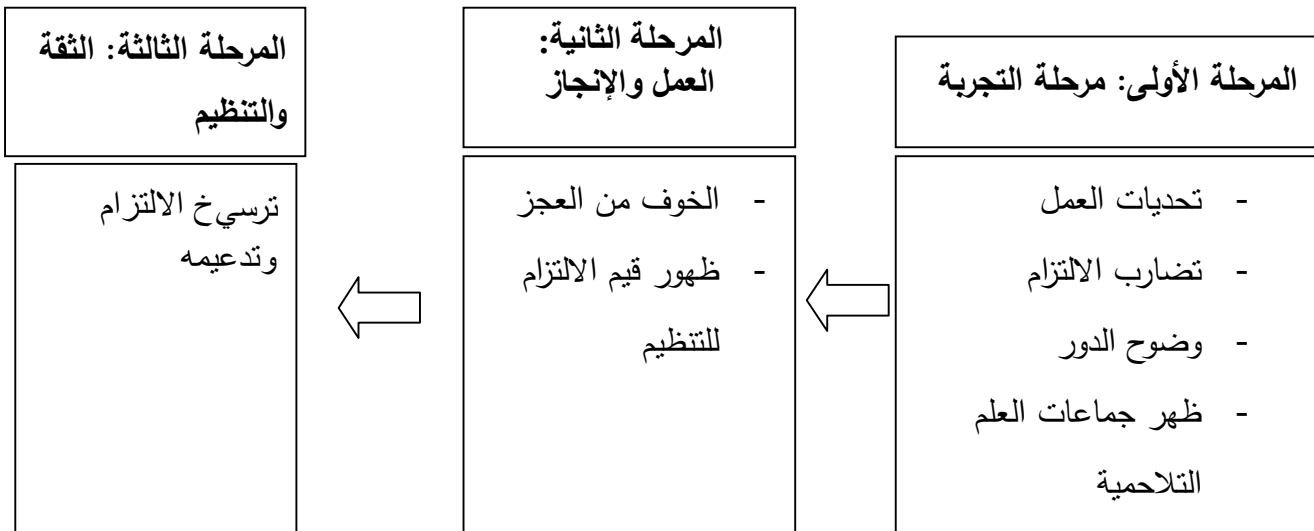 المرحلة الأولى: مرحلة التجربة
- تحديات العمل
- تضارب الالتزام
- وضوح الدور
- ظهر جماعات العلم
التلاحمية
المرحلة الثانية:
العمل والإنجاز
- الخوف من العجز
- ظهور قيم الالتزام
للتنظيم
المرحلة الثالثة: الثقة
والتنظيم
ترسيخ الالتزام
وتدعيمه